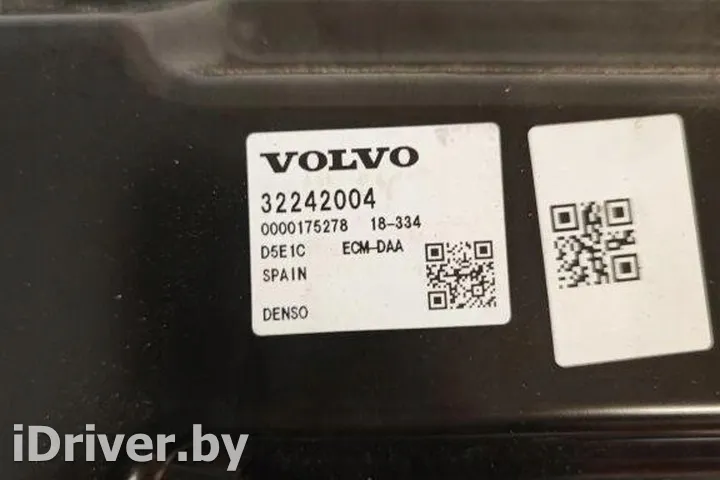 VOLVO
32242004
0000175278 18-334
D5E1C ECM-DAA
SPAIN
DENSO
iDriver.by